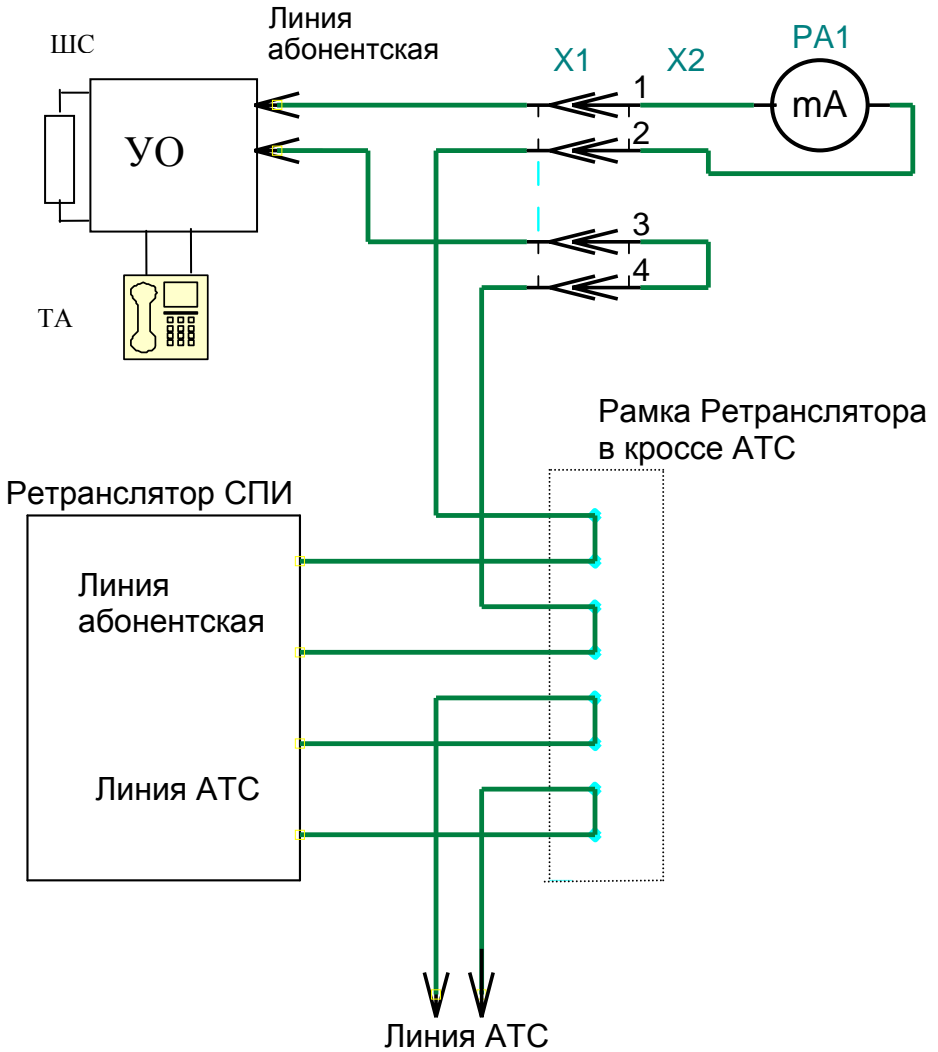 Линия
абонентская
ШС
X1
X2
PA1
1
mA
2
УО
3
4
ТА
Рамка Ретранслятора
в кроссе АТС
Ретранслятор СПИ
Линия
абонентская
Линия АТС
Линия АТС